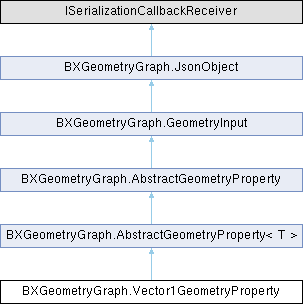 ISerializationCallbackReceiver
BXGeometryGraph.JsonObject
BXGeometryGraph.GeometryInput
BXGeometryGraph.AbstractGeometryProperty
BXGeometryGraph.AbstractGeometryProperty< T >
BXGeometryGraph.Vector1GeometryProperty